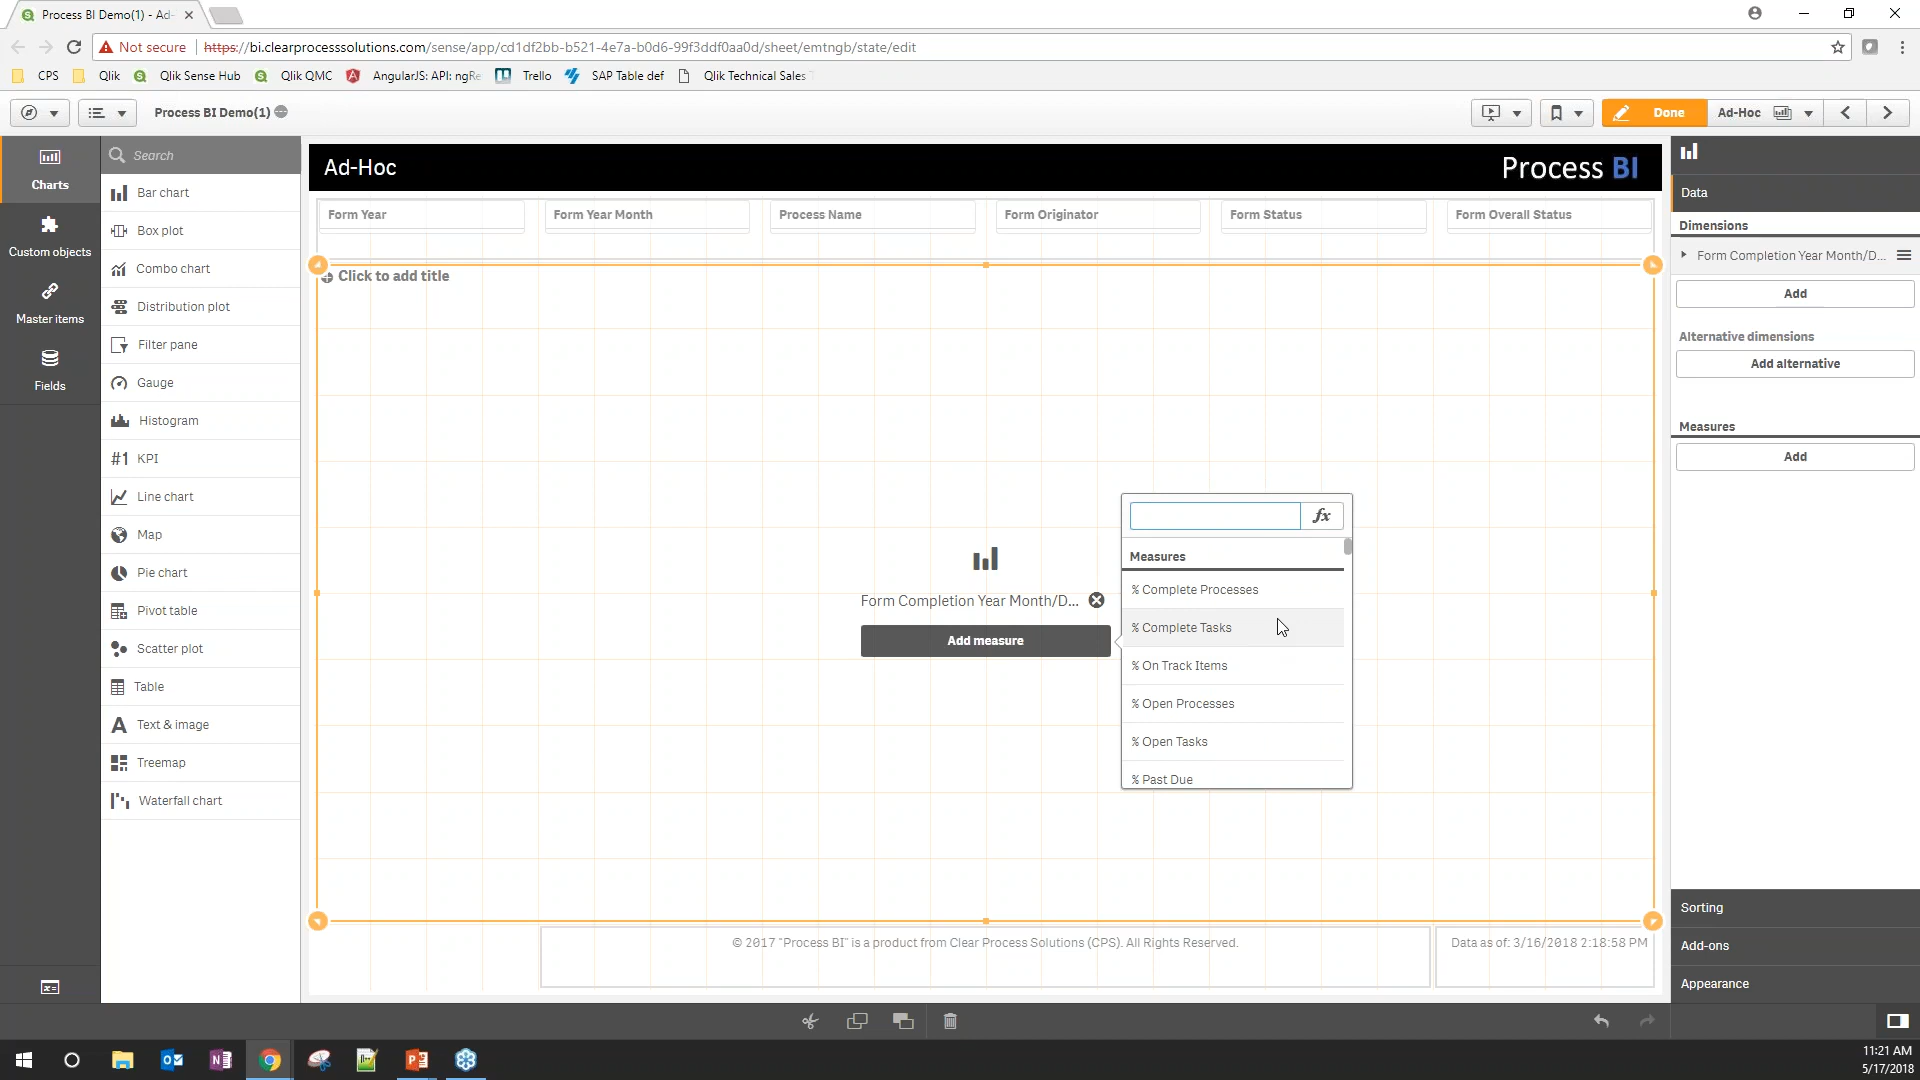 Process BI Demo(1) - Ad-
Not secure https://bi.clearprocesssolutions.com/sense/app/cd1df2bb-b521-4e7a-b0d6-99f3ddf0aa0d/sheet/emtngb/state/edit
CPS Qlik Qlik Sense Hub Qlik QMC AngularJS: API: ngRe Trello SAP Table def Qlik Technical Sales
Process BI Demo(1) Done Ad-Hoc
Charts
Custom objects
Master items
Fields
Search
Bar chart
Box plot
Combo chart
Distribution plot
Filter pane
Gauge
Histogram
#1 KPI
Line chart
Map
Pie chart
Pivot table
Scatter plot
Table
A Text & image
Treemap
Waterfall chart
Ad-Hoc Process BI
Form Year Form Year Month Process Name Form Originator Form Status Form Overall Status
Click to add title
Form Completion Year Month/D...
Add measure
fx
Measures
% Complete Processes
% Complete Tasks
% On Track Items
% Open Processes
% Open Tasks
% Past Due
© 2017 "Process BI" is a product from Clear Process Solutions (CPS). All Rights Reserved. Data as of: 3/16/2018 2:18:58 PM
Data
Dimensions
Form Completion Year Month/D...
Add
Alternative dimensions
Add alternative
Measures
Add
Sorting
Add-ons
Appearance
11:21 AM
5/17/2018